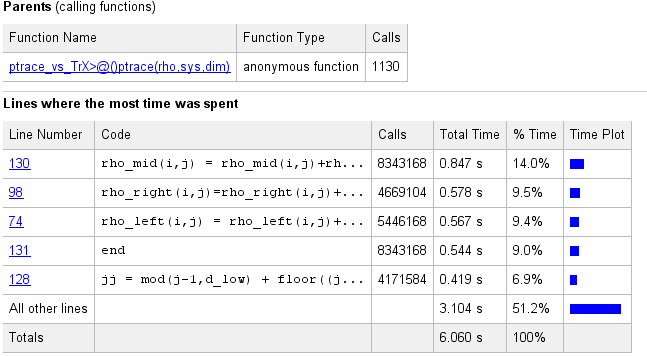 Parents (calling functions)
Function Name Function Type Calls
ptrace_vs_TrX>@()ptrace(rho,sys,dim) anonymous function 1130
Lines where the most time was spent
Line Number Code Calls Total Time % Time Time Plot
130 rho_mid(i,j) = rho_mid(i,j)+rh... 8343168 0.847 s 14.0%
98 rho_right(i,j)=rho_right(i,j)+... 4669104 0.578 s 9.5%
74 rho_left(i,j) = rho_left(i,j)+... 5446168 0.567 s 9.4%
131 end 8343168 0.544 s 9.0%
128 jj = mod(j-1,d_low) + floor((j... 4171584 0.419 s 6.9%
All other lines 3.104 s 51.2%
Totals 6.060 s 100%